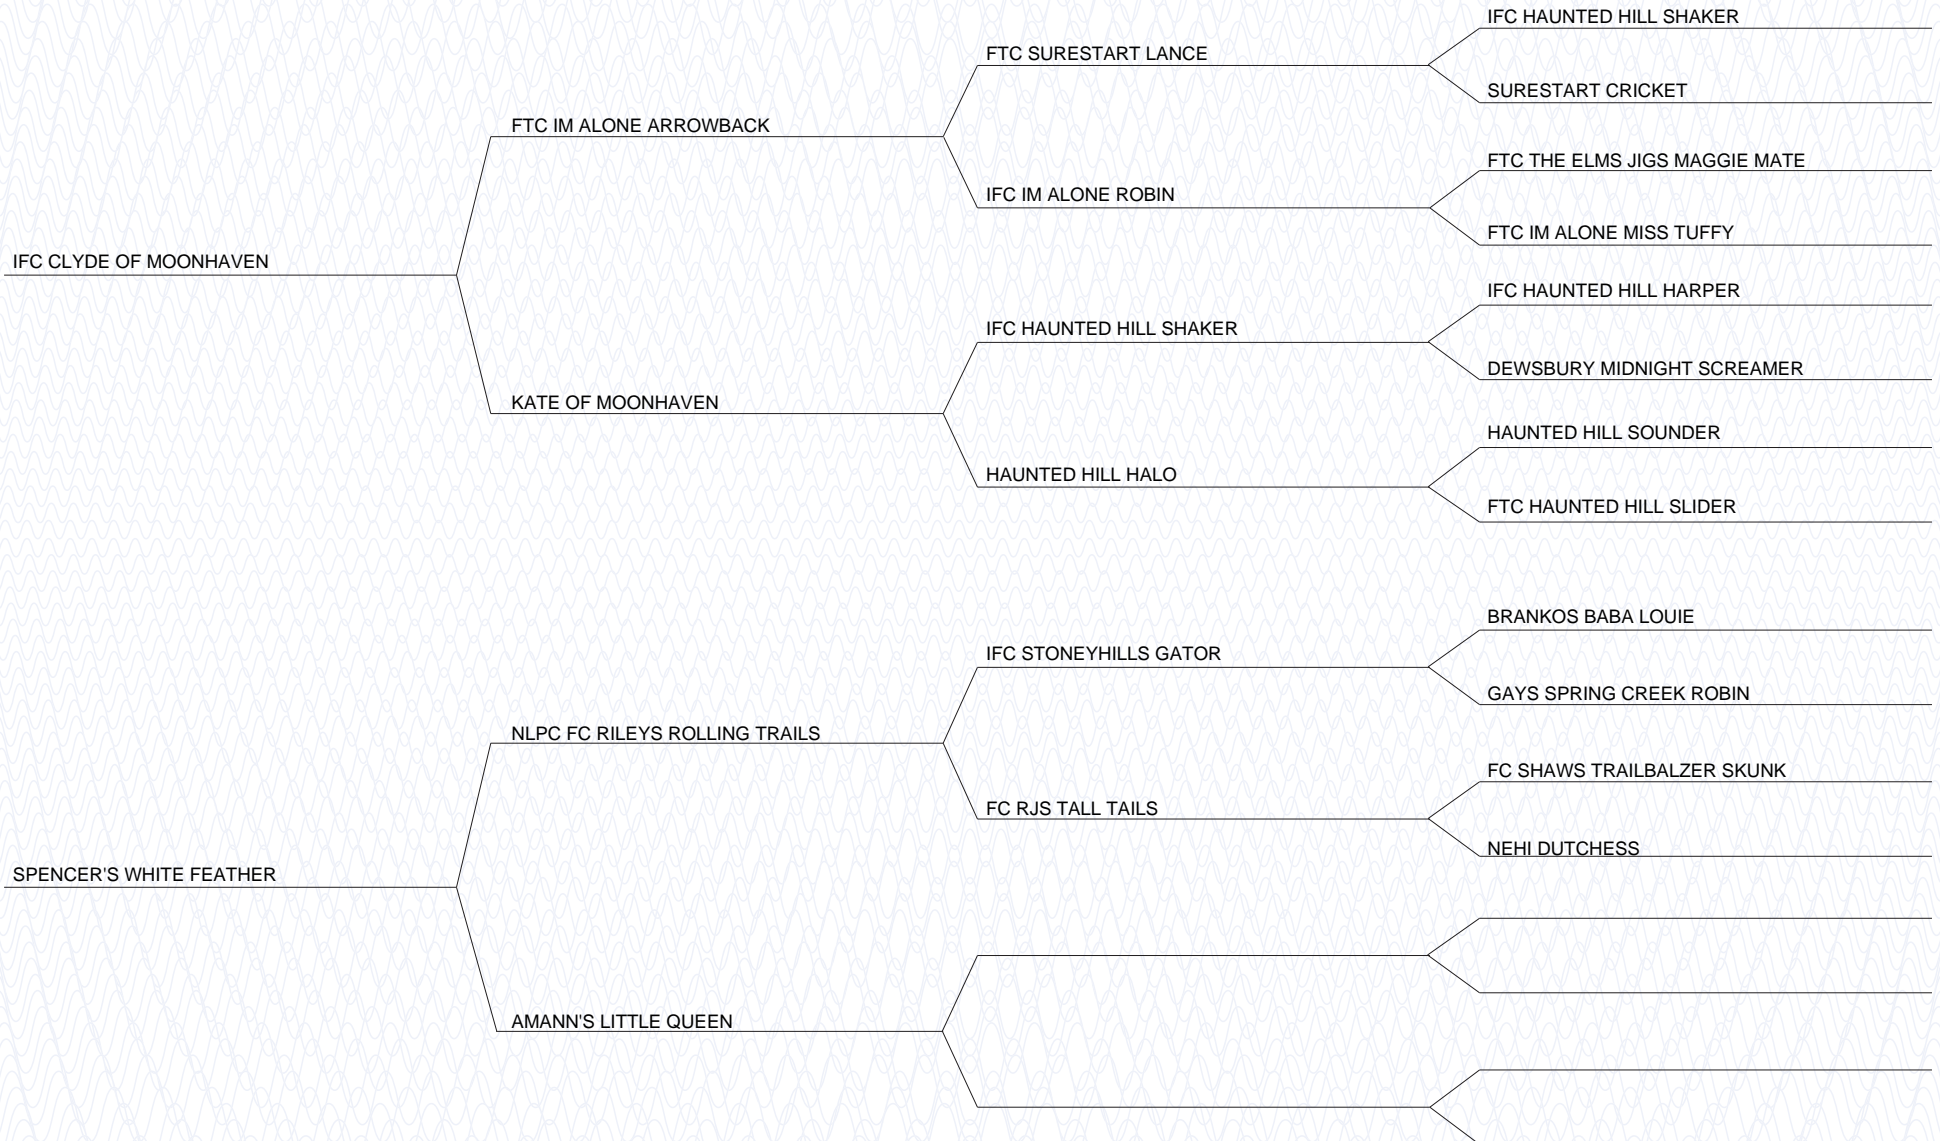 IFC HAUNTED HILL SHAKER
FTC SURESTART LANCE
SURESTART CRICKET
FTC IM ALONE ARROWBACK
FTC THE ELMS JIGS MAGGIE MATE
IFC IM ALONE ROBIN
FTC IM ALONE MISS TUFFY
IFC CLYDE OF MOONHAVEN
IFC HAUNTED HILL HARPER
IFC HAUNTED HILL SHAKER
DEWSBURY MIDNIGHT SCREAMER
KATE OF MOONHAVEN
HAUNTED HILL SOUNDER
HAUNTED HILL HALO
FTC HAUNTED HILL SLIDER
BRANKOS BABA LOUIE
IFC STONEYHILLS GATOR
GAYS SPRING CREEK ROBIN
NLPC FC RILEYS ROLLING TRAILS
FC SHAWS TRAILBALZER SKUNK
FC RJS TALL TAILS
NEHI DUTCHESS
SPENCER'S WHITE FEATHER
AMANN'S LITTLE QUEEN